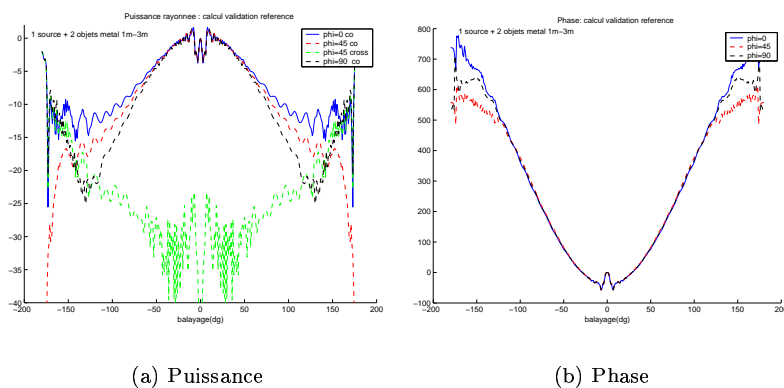 Puissance rayonnee : calcul validation reference
1 source + 2 objets metal 1m-3m
phi=0 co
phi=45 co
phi=45 cross
phi=90 co
0
−5
−10
−15
−20
−25
−30
−35
−40
−200 −150 −100 −50 0 50 100 150 200
balayage(dg)
(a) Puissance
Phase: calcul validation reference
1 source + 2 objets metal 1m-3m
phi=0
phi=45
phi=90
800
700
600
500
400
300
200
100
0
−100
−200 −150 −100 −50 0 50 100 150 200
balayage(dg)
(b) Phase